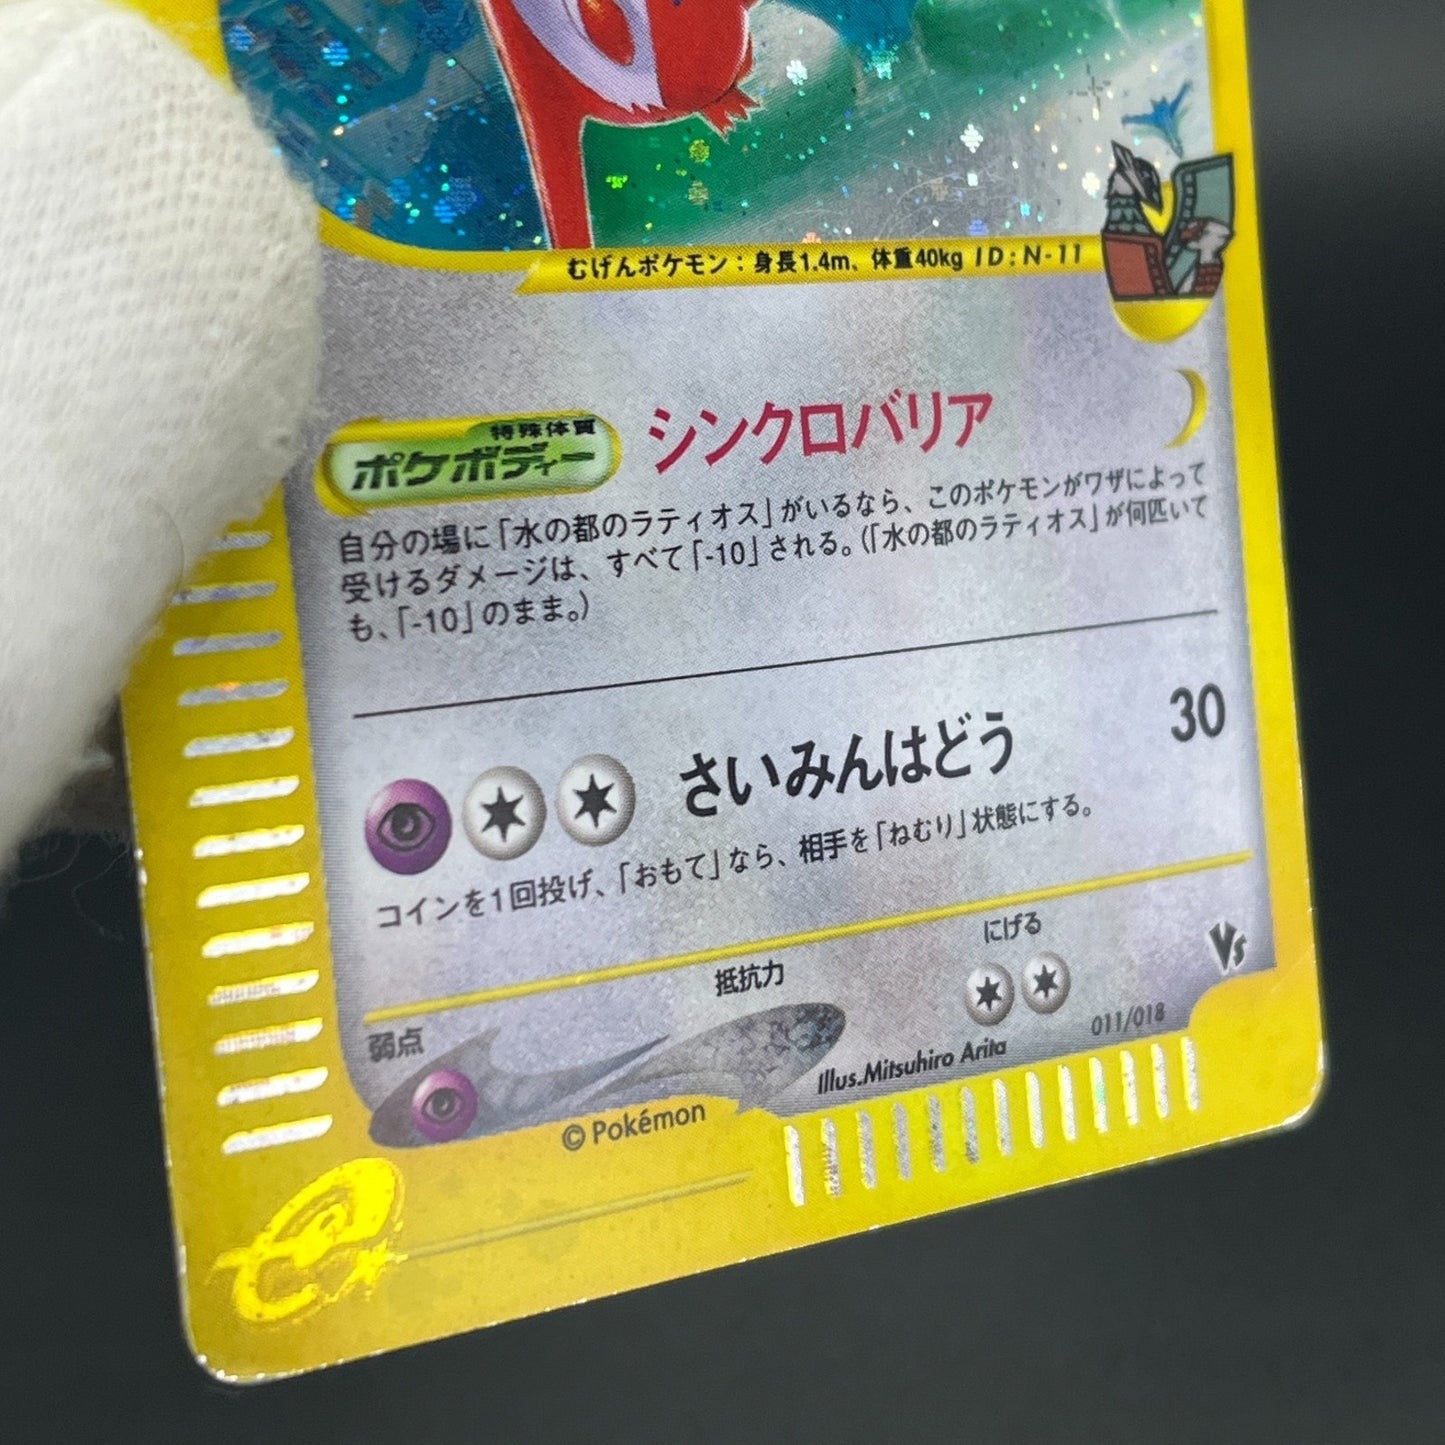 むげんポケモン：身長1.4m、体重40kg ID:N-11
特殊体質
ポケボディー
シンクロバリア
自分の場に「水の都のラティオス」がいるなら、このポケモンがワザによって
受けるダメージは、すべて「-10」される。(「水の都のラティオス」が何匹いて
も、「-10」のまま。)
さいみんはどう 30
コインを1回投げ、「おもて」なら、相手を「ねむり」状態にする。
弱点
抵抗力
にげる
Vs
Illus.Mitsuhiro Arita
011/018
© Pokémon
e